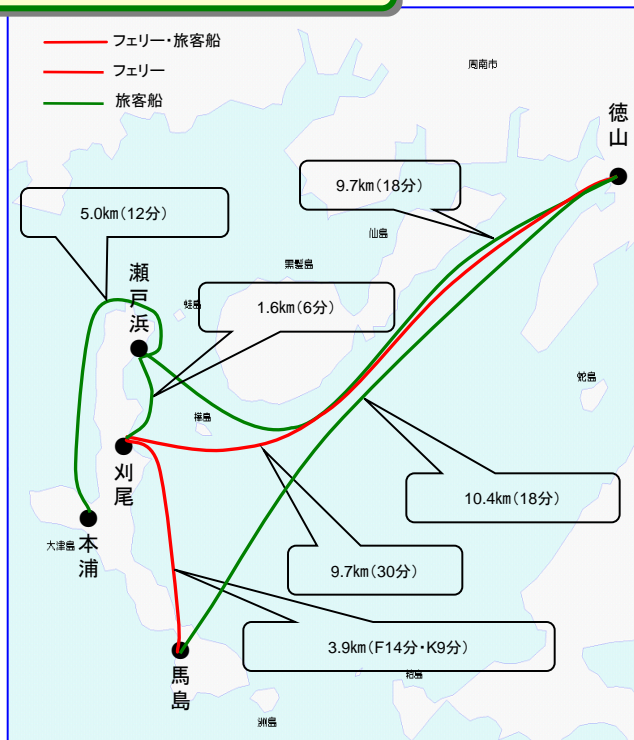 フェリー・旅客船
フェリー
旅客船
周南市
徳山
9.7㎞(18分)
5.0㎞(12分)
仙島
黒髪島
瀬戸浜
蛙島
1.6㎞(6分)
樺島
蛇島
刈尾
10.4㎞(18分)
大津島
本浦
9.7㎞(30分)
3.9㎞(F14分・K9分)
馬島
洲島